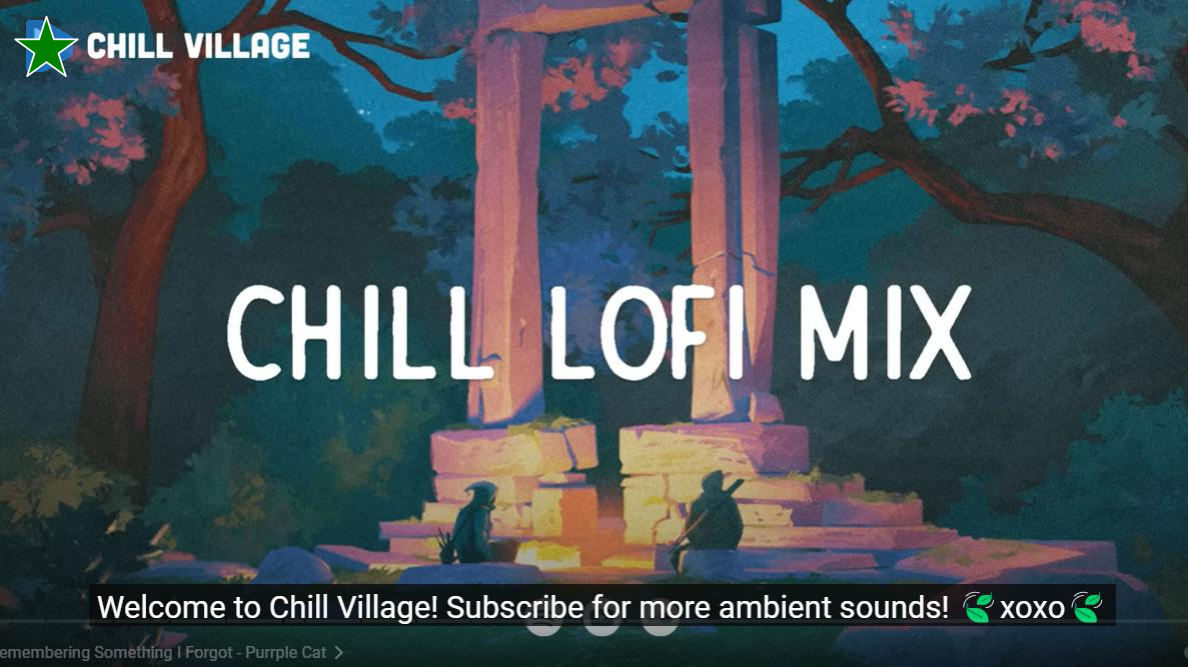 CHILL VILLAGE
CHILL LOFI MIX
Welcome to Chill Village! Subscribe for more ambient sounds! 🌿xoxo🌿
emembering Something I Forgot - Purrple Cat >